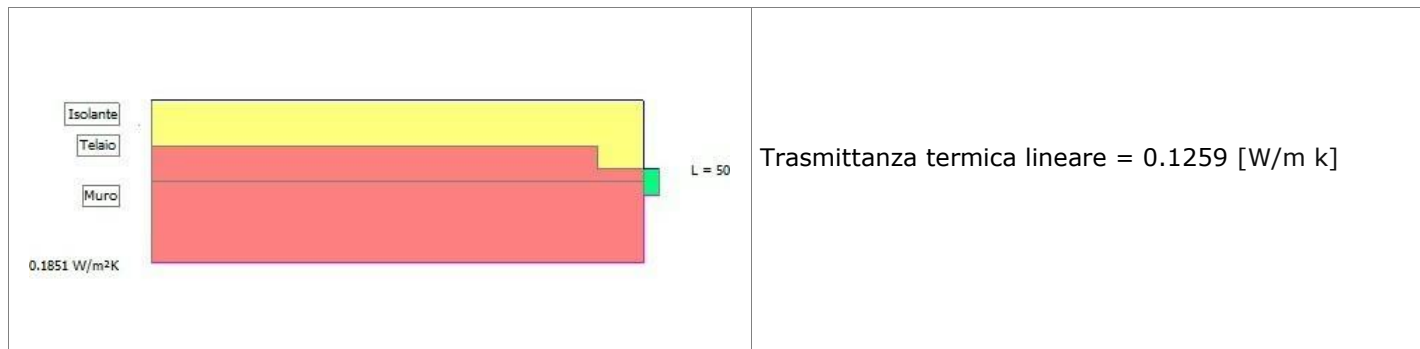 Isolante
Telaio
Muro
0.1851 W/m²K
L = 50
Trasmittanza termica lineare = 0.1259 [W/m k]